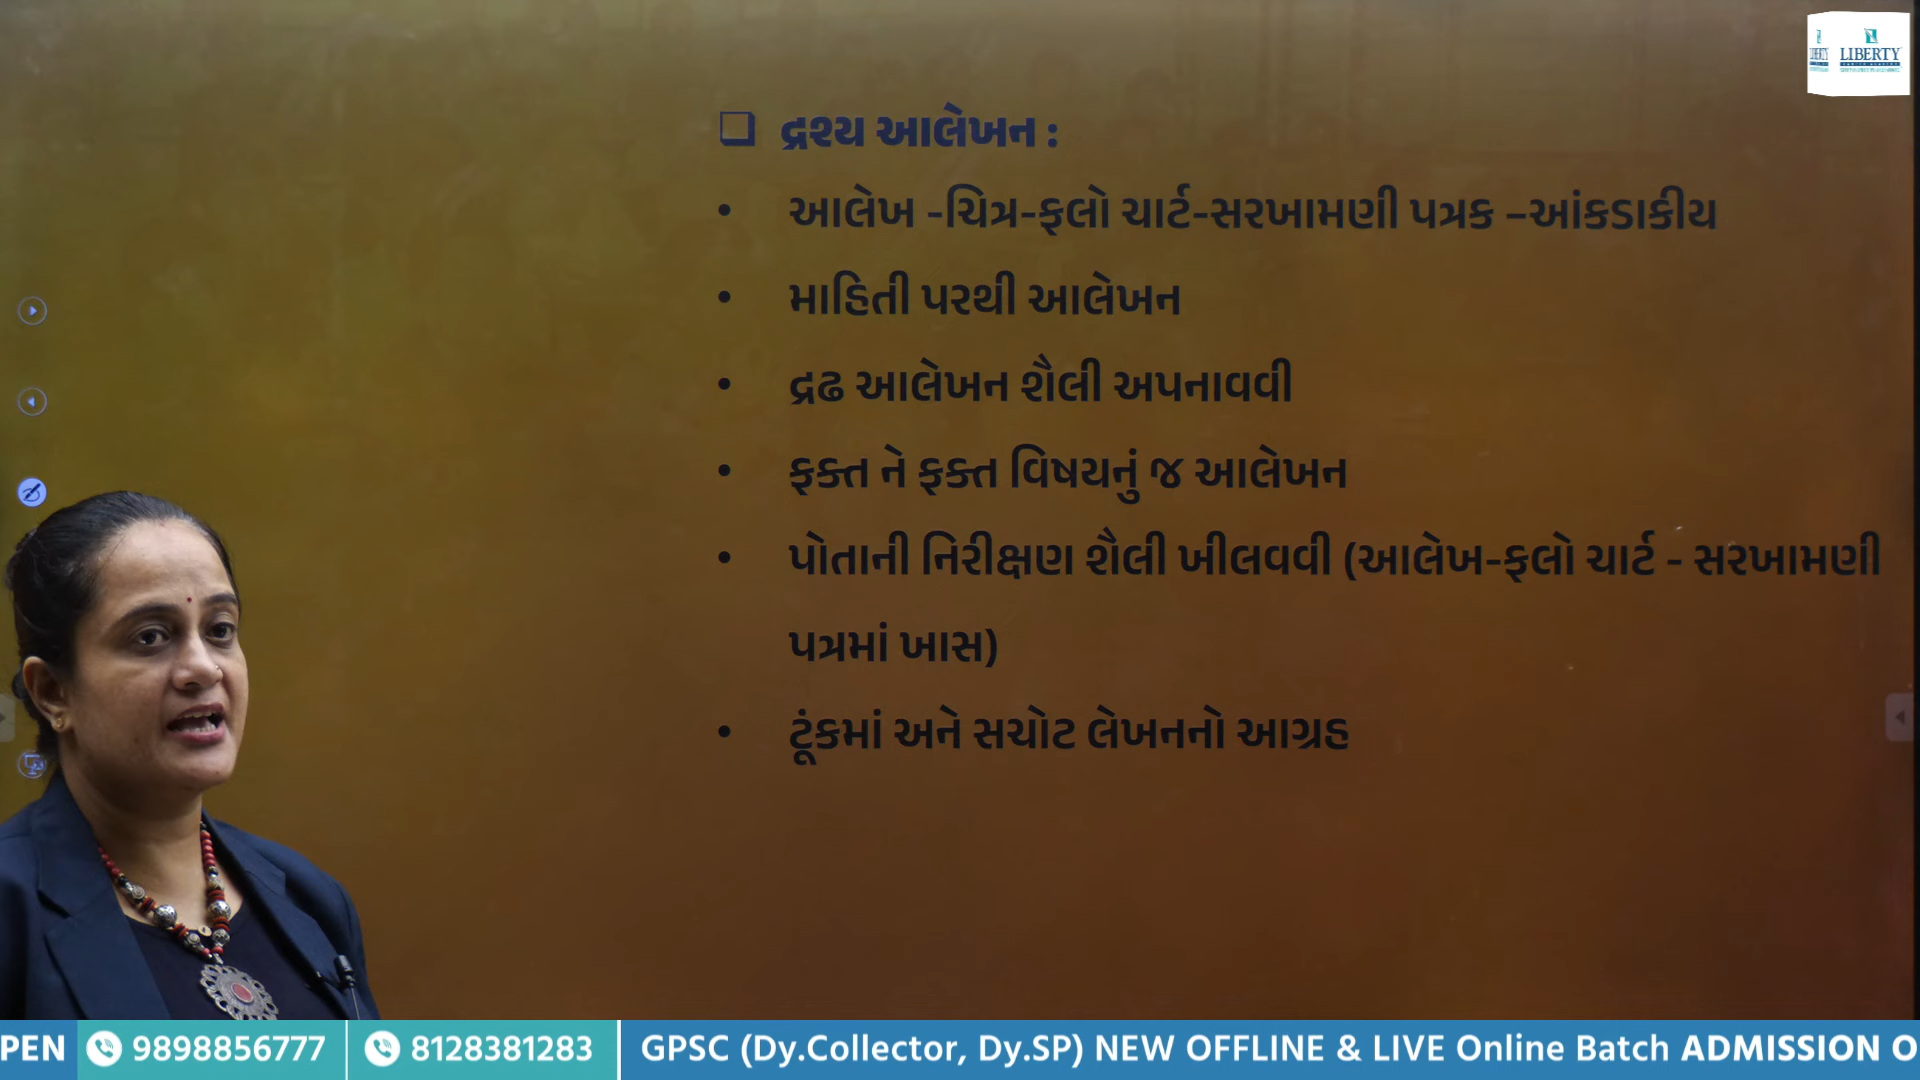 LIBERTY
❑ દ્રશ્ય આલેખન :
• આલેખ -ચિત્ર-ફલો ચાર્ટ-સરખામણી પત્રક –આંકડાકીય
• માહિતી પરથી આલેખન
• દ્રઢ આલેખન શૈલી અપનાવવી
• ફક્ત ને ફક્ત વિષયનું જ આલેખન
• પોતાની નિરીક્ષણ શૈલી ખીલવવી (આલેખ-ફલો ચાર્ટ - સરખામણી
પત્રમાં ખાસ)
• ટૂંકમાં અને સચોટ લેખનનો આગ્રહ
PEN 9898856777 8128381283 GPSC (Dy.Collector, Dy.SP) NEW OFFLINE & LIVE Online Batch ADMISSION O